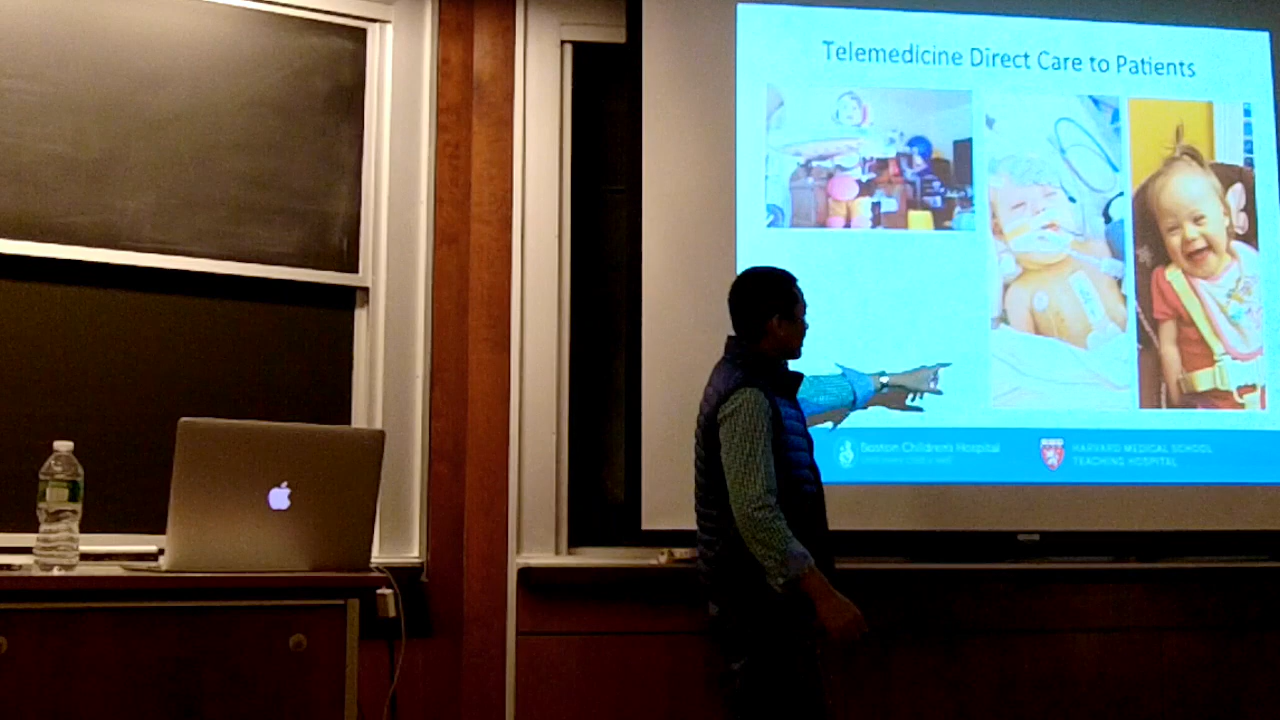 Telemedicine Direct Care to Patients
Boston Children's Hospital
HARVARD MEDICAL SCHOOL
TEACHING HOSPITAL